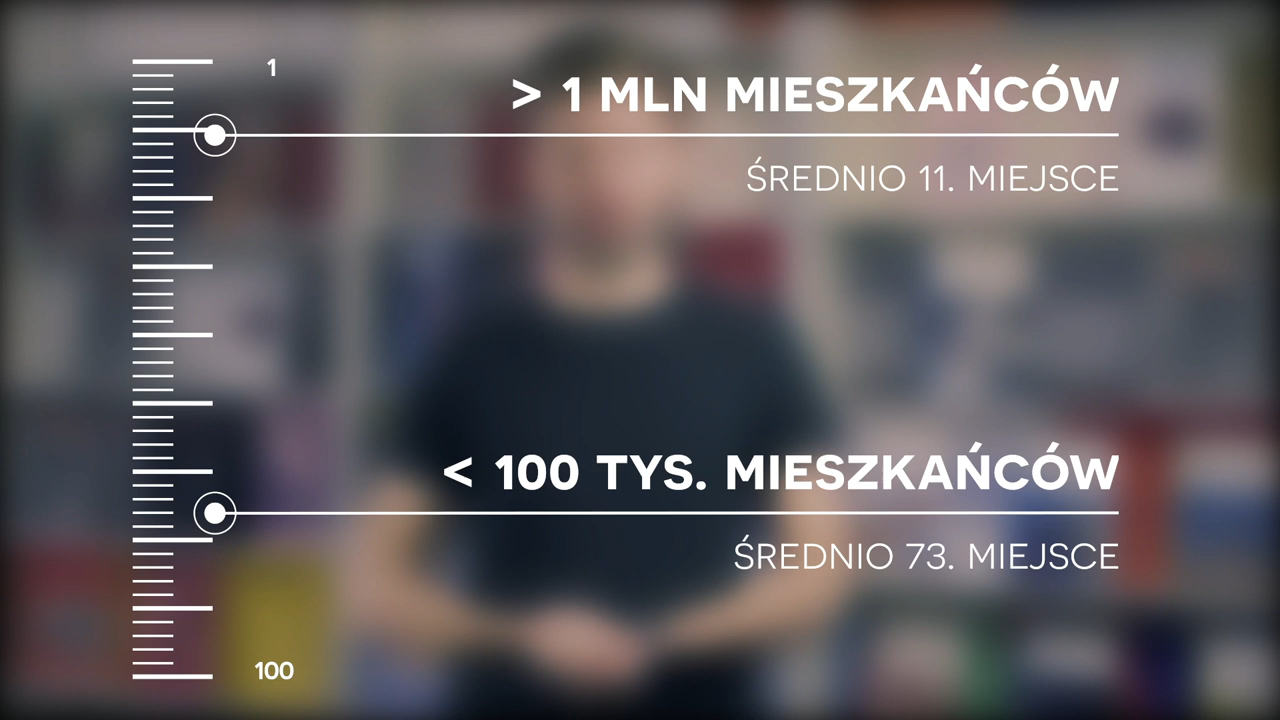 1
> 1 MLN MIESZKAŃCÓW
ŚREDNIO 11. MIEJSCE
< 100 TYS. MIESZKAŃCÓW
ŚREDNIO 73. MIEJSCE
100